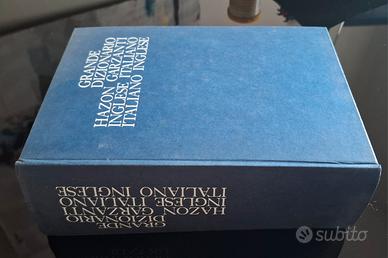 GRANDE
DIZIONARIO
HAZON GARZANTI
INGLESE ITALIANO
ITALIANO INGLESE
GRANDE
DIZIONARIO
HAZON GARZANTI
INGLESE ITALIANO
ITALIANO INGLESE
subito